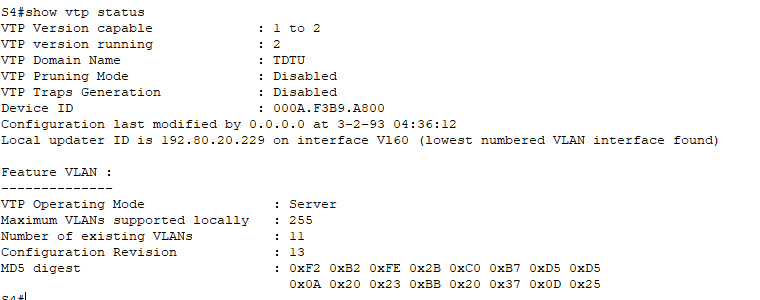 S4#show vtp status
VTP Version capable : 1 to 2
VTP version running : 2
VTP Domain Name : TDTU
VTP Pruning Mode : Disabled
VTP Traps Generation : Disabled
Device ID : 000A.F3B9.A800
Configuration last modified by 0.0.0.0 at 3-2-93 04:36:12
Local updater ID is 192.80.20.229 on interface Vl60 (lowest numbered VLAN interface found)
Feature VLAN :
--------------
VTP Operating Mode : Server
Maximum VLANs supported locally : 255
Number of existing VLANs : 11
Configuration Revision : 13
MD5 digest : 0xF2 0xB2 0xFE 0x2B 0xC0 0xB7 0xD5 0xD5
0x0A 0x20 0x23 0xBB 0x20 0x37 0x0D 0x25
S4#